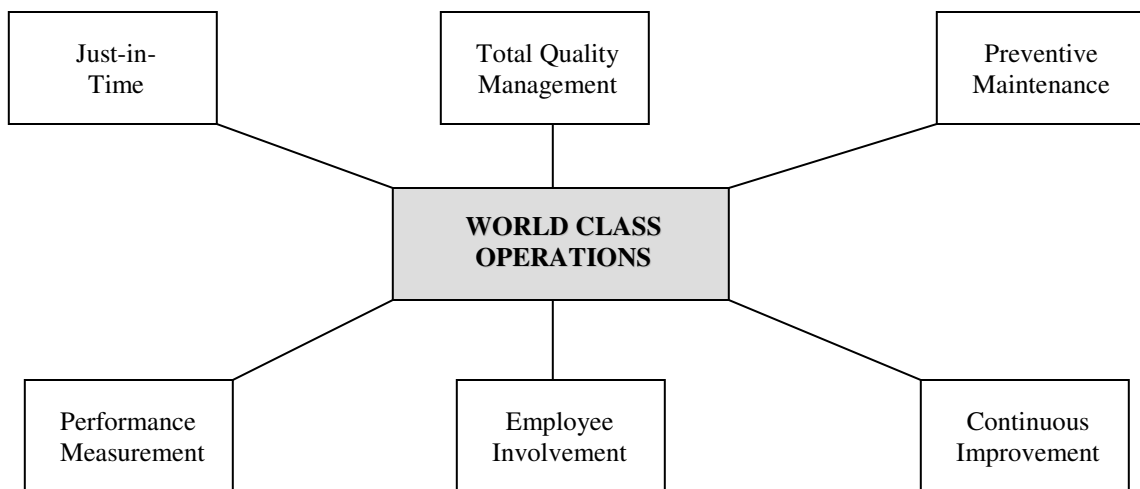 Just-in-
Time
Total Quality
Management
Preventive
Maintenance
WORLD CLASS
OPERATIONS
Performance
Measurement
Employee
Involvement
Continuous
Improvement